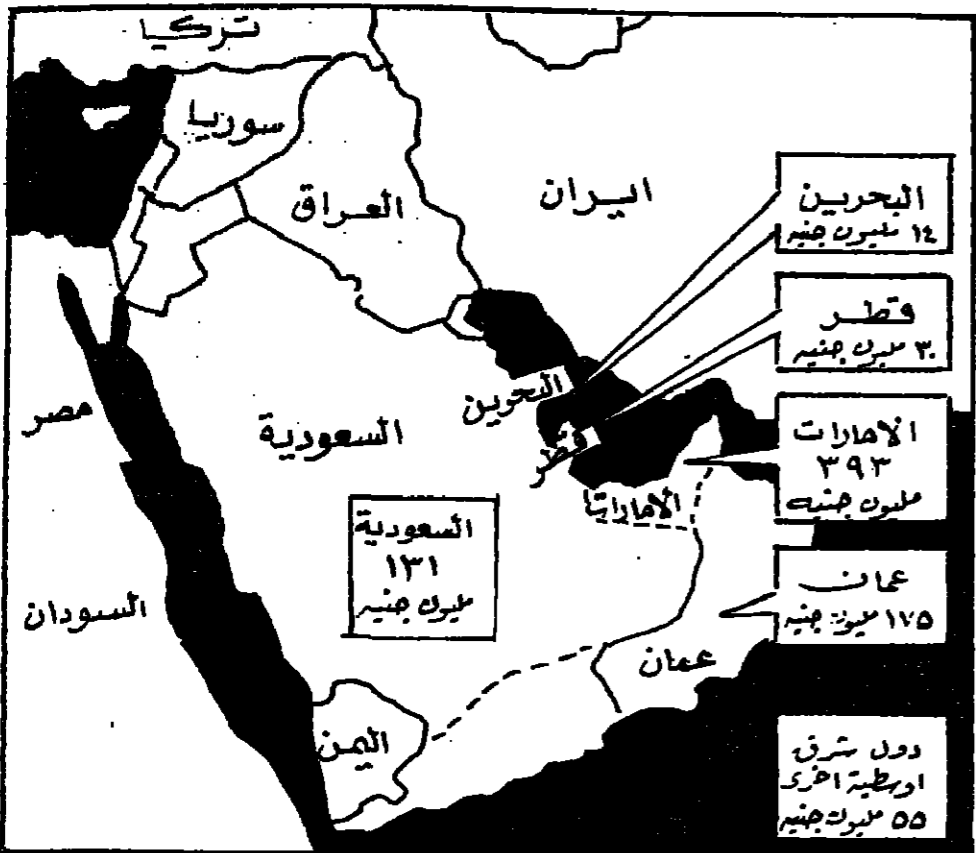 تركيا
سوريا
العراق
ايران
البحرين
١٤ مليون جنيه
قطر
٣٠ مليون جنيه
البحرين
مصر
السعودية
قطر
الامارات
٣٩٣
مليون جنيه
الامارات
السعودية
١٣١
مليون جنيه
عمان
١٧٥ مليون جنيه
السودان
عمان
اليمن
دول شرق
اوسطية اخرى
٥٥ مليون جنيه